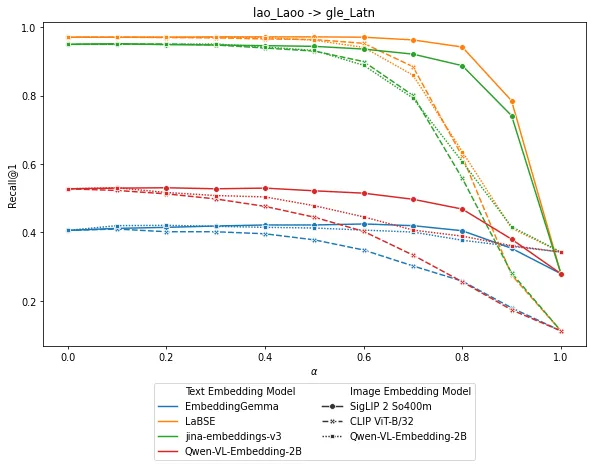 lao_Laoo -> gle_Latn
Recall@1
1.0
0.8
0.6
0.4
0.2
0.0 0.2 0.4 0.6 0.8 1.0
α
Text Embedding Model
EmbeddingGemma
LaBSE
jina-embeddings-v3
Qwen-VL-Embedding-2B
Image Embedding Model
SigLIP 2 So400m
CLIP ViT-B/32
Qwen-VL-Embedding-2B